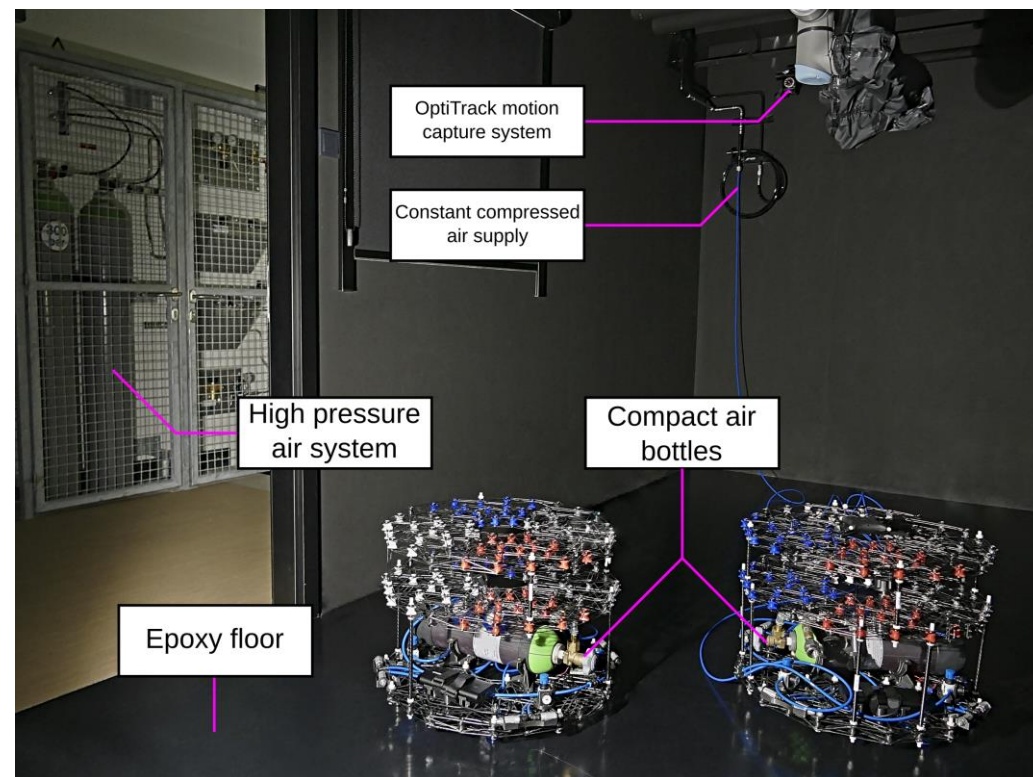 OptiTrack motion
capture system
Constant compressed
air supply
High pressure
air system
Compact air
bottles
Epoxy floor